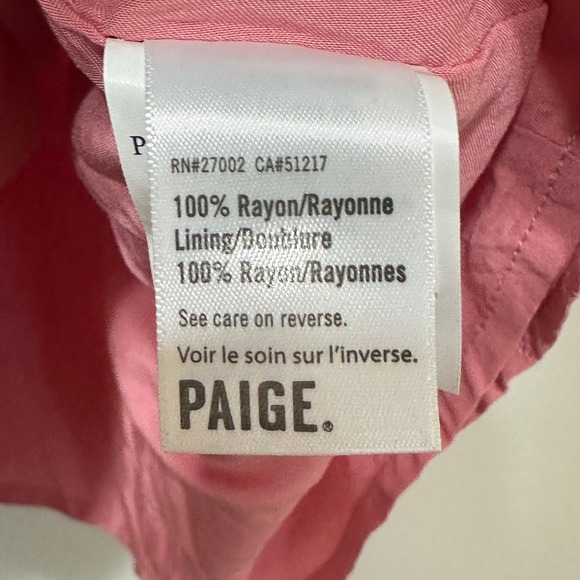 P
RN#27002 CA#51217
100% Rayon/Rayonne
Lining/Doublure
100% Rayon/Rayonnes
See care on reverse.
Voir le soin sur l'inverse.
PAIGE.®